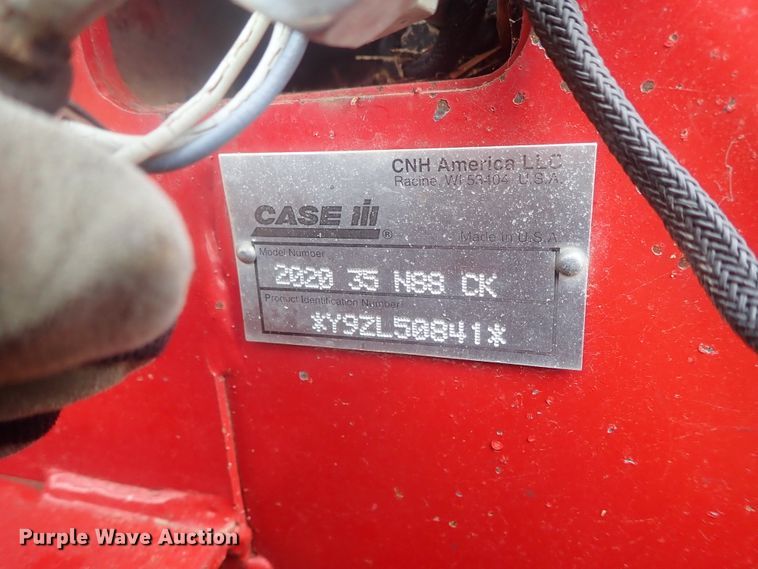 CNH America LLC
Racine, WI 53404 U.S.A.
CASE IH
®
Made in U.S.A.
Model Number
2020 35 N88 CK
Product Identification Number
*Y9ZL50841*
Purple Wave Auction®